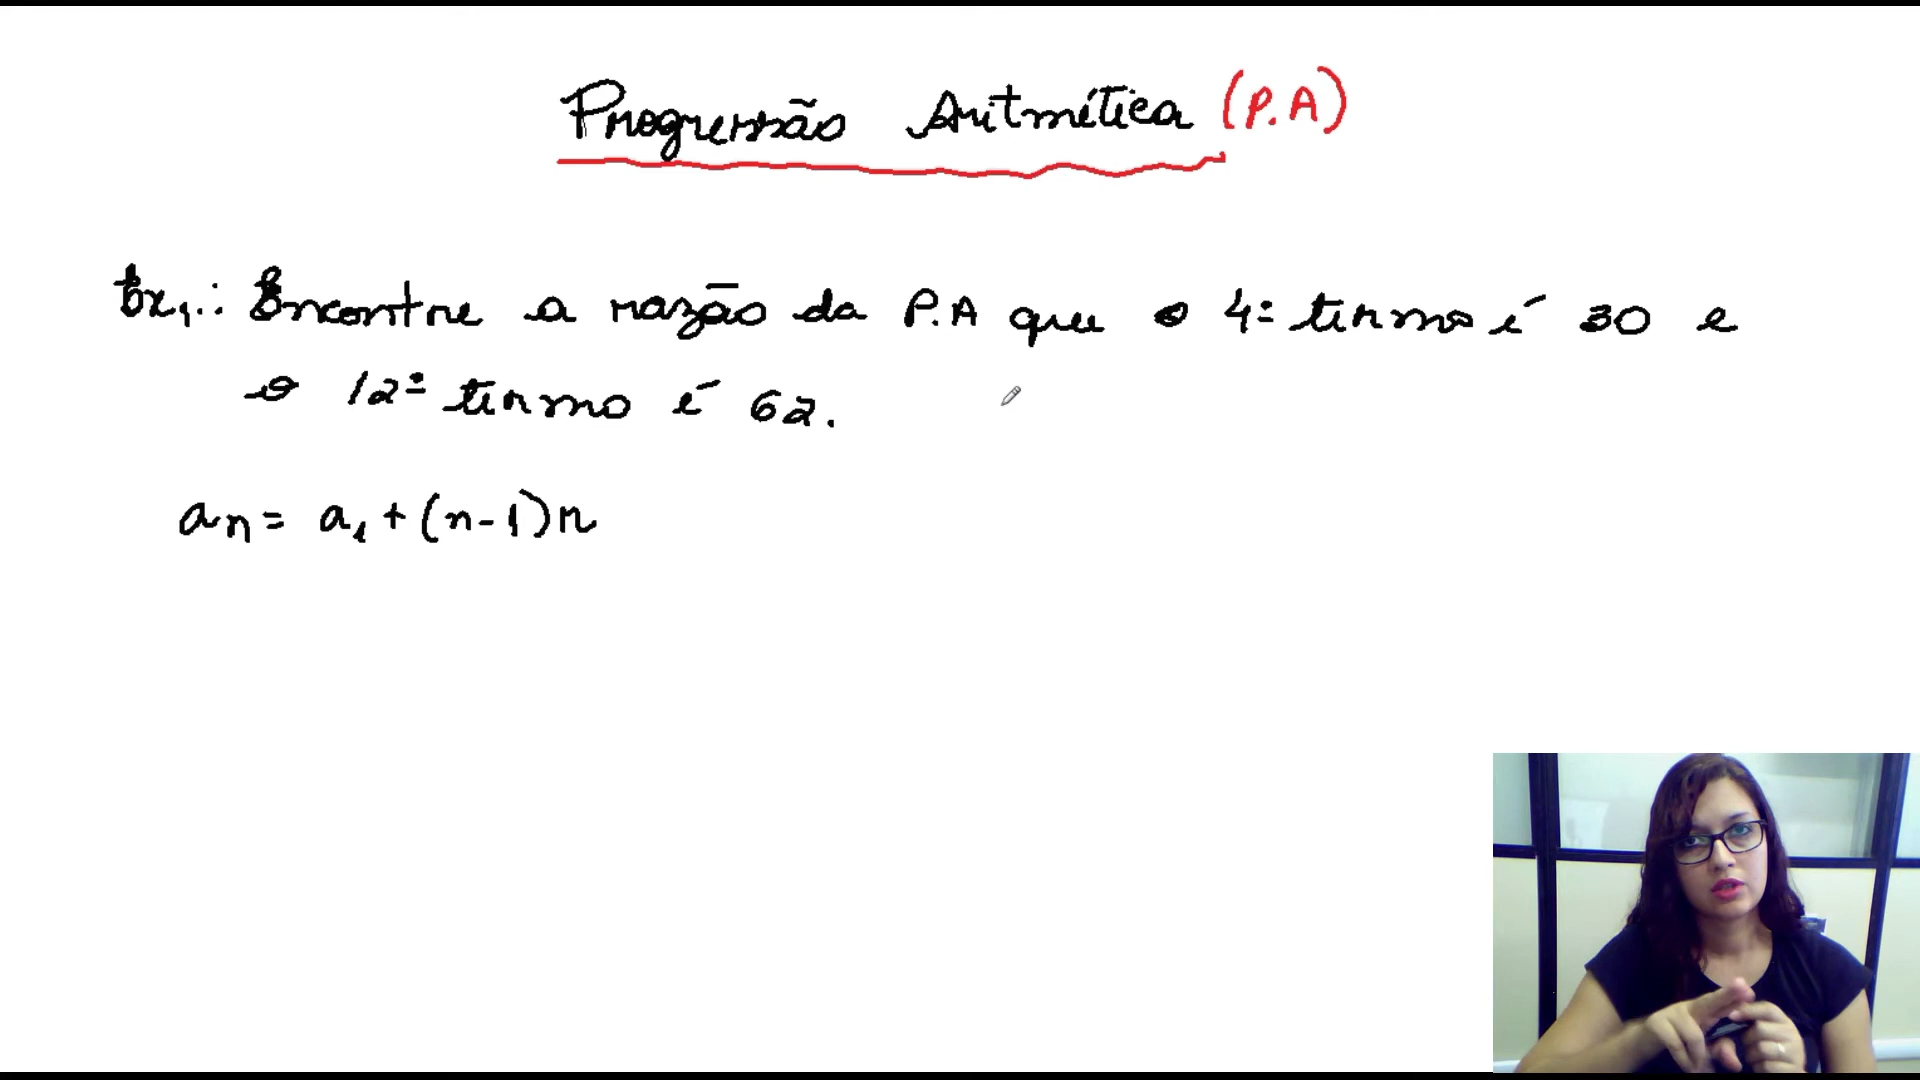 Progressão Aritmética (P.A)
Ex1.: Encontre a razão da P.A que o 4º termo é 30 e
o 12º termo é 62.
an = a1 + (n-1)r